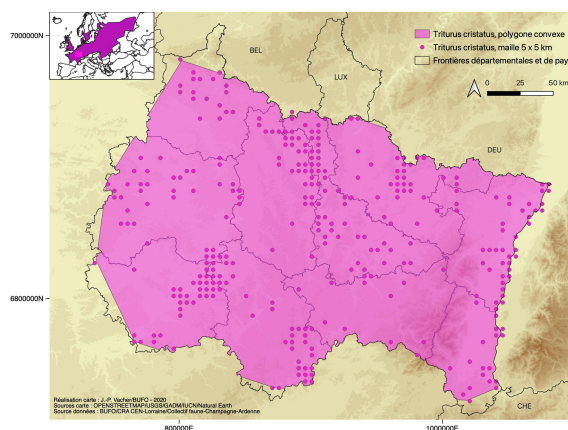 7000000N
BEL
LUX
DEU
Triturus cristatus, polygone convexe
Triturus cristatus, maille 5 x 5 km
Frontières départementales et de pay
0 25 50 km
6800000N
CHE
Réalisation carte : J.-P. Vacher/BUFO - 2020
Sources carte : OPENSTREETMAP/USGS/GADM/IUCN/Natural Earth
Source données : BUFO/CRA CEN-Lorraine/Collectif faune-Champagne-Ardenne
800000E
1000000E